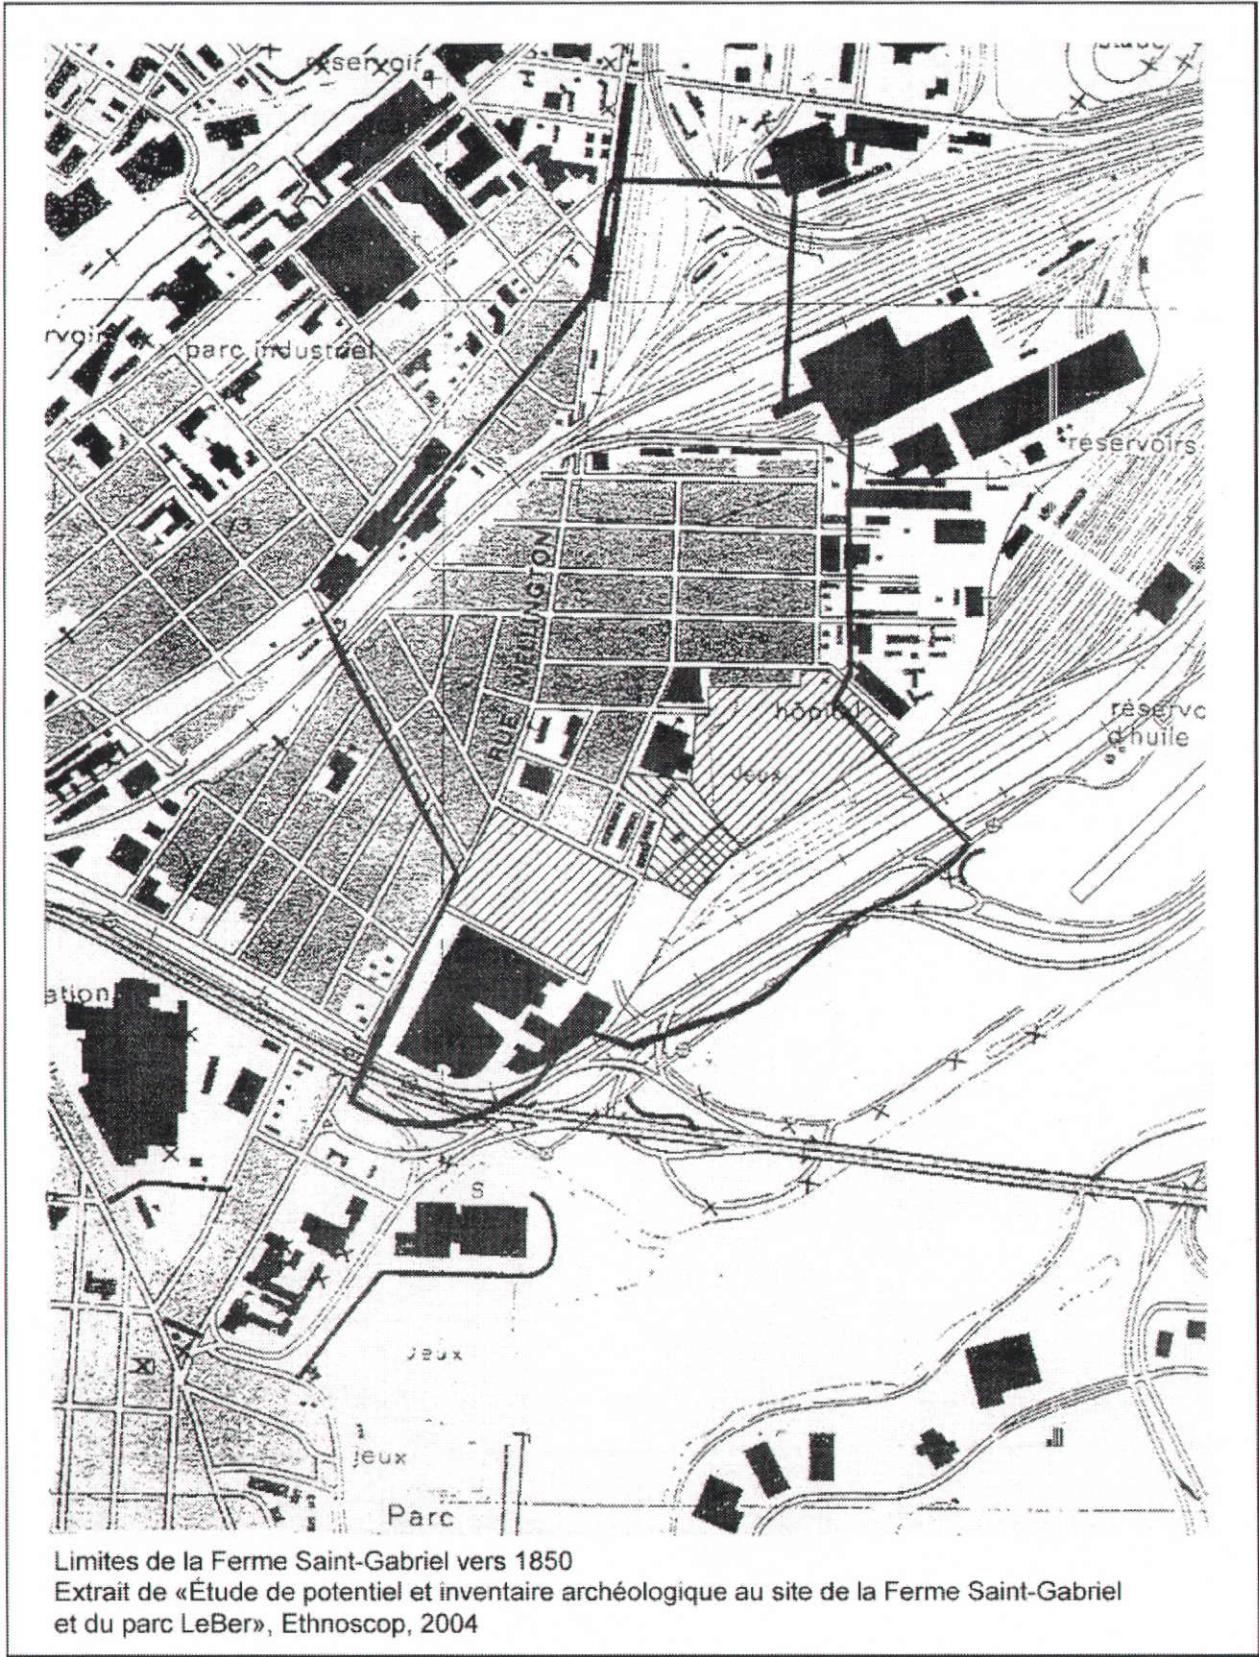 réservoir
parc industriel
RUE WELLINGTON
réservoirs
hôpital
d'huile
Jeux
ation
S
Jeux
Jeux
Parc
Limites de la Ferme Saint-Gabriel vers 1850
Extrait de «Étude de potentiel et inventaire archéologique au site de la Ferme Saint-Gabriel
et du parc LeBer», Ethnoscop, 2004